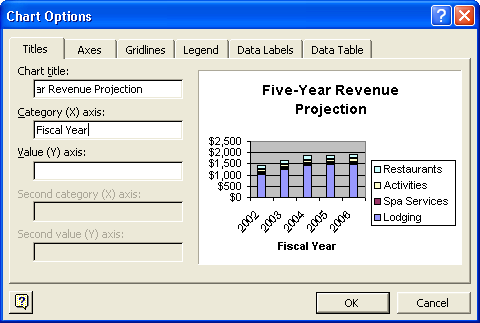 Chart Options
Titles Axes Gridlines Legend Data Labels Data Table
Chart title:
ar Revenue Projection
Category (X) axis:
Fiscal Year
Value (Y) axis:
Second category (X) axis:
Second value (Y) axis:
Five-Year Revenue
Projection
$2,500
$2,000
$1,500
$1,000
$500
$0
2002 2003 2004 2005 2006
Fiscal Year
Restaurants
Activities
Spa Services
Lodging
OK Cancel